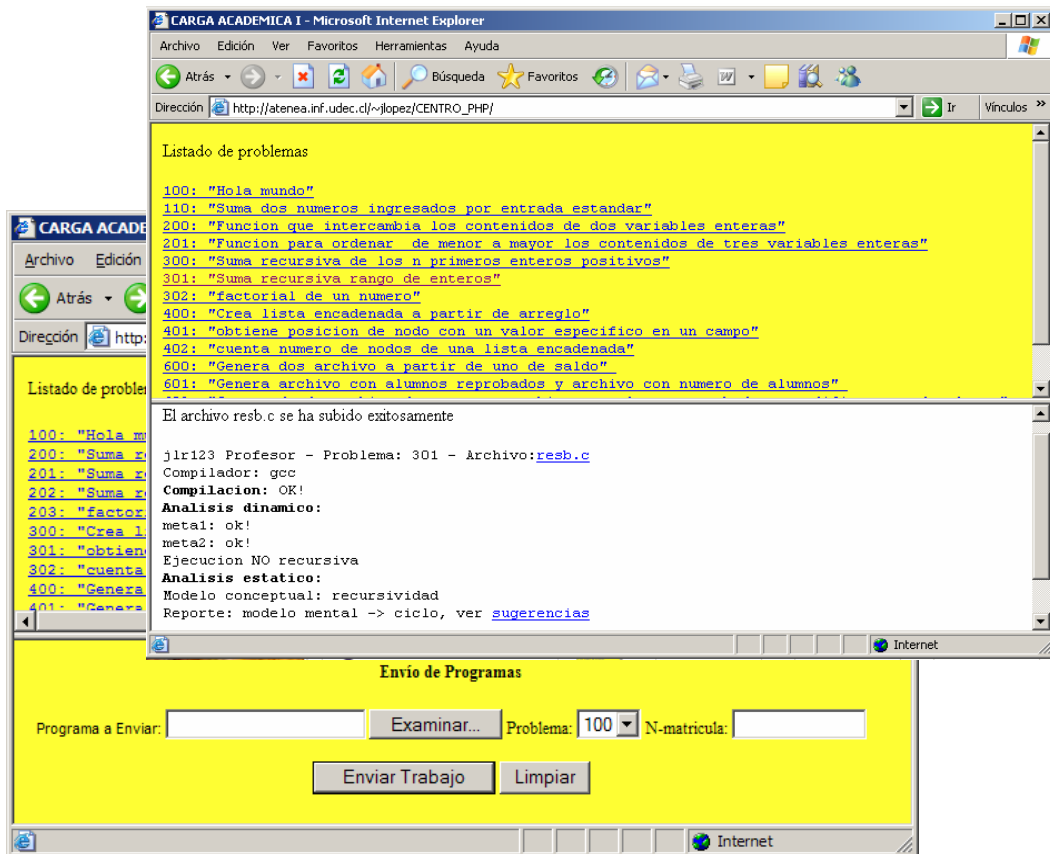 CARGA ACADEMICA I - Microsoft Internet Explorer
Archivo Edición Ver Favoritos Herramientas Ayuda
Atrás Búsqueda Favoritos
Dirección http://atenea.inf.udec.cl/~jlopez/CENTRO_PHP/ Ir Vínculos »
Listado de problemas
100: "Hola mundo"
110: "Suma dos numeros ingresados por entrada estandar"
200: "Funcion que intercambia los contenidos de dos variables enteras"
201: "Funcion para ordenar de menor a mayor los contenidos de tres variables enteras"
300: "Suma recursiva de los n primeros enteros positivos"
301: "Suma recursiva rango de enteros"
302: "factorial de un numero"
400: "Crea lista encadenada a partir de arreglo"
401: "obtiene posicion de nodo con un valor especifico en un campo"
402: "cuenta numero de nodos de una lista encadenada"
600: "Genera dos archivo a partir de uno de saldo"
601: "Genera archivo con alumnos reprobados y archivo con numero de alumnos"
El archivo resb.c se ha subido exitosamente
jlr123 Profesor - Problema: 301 - Archivo:resb.c
Compilador: gcc
Compilacion: OK!
Analisis dinamico:
meta1: ok!
meta2: ok!
Ejecucion NO recursiva
Analisis estatico:
Modelo conceptual: recursividad
Reporte: modelo mental -> ciclo, ver sugerencias
Internet
CARGA ACADE
Archivo Edición
Atrás
Dirección http:
Listado de problem
100: "Hola m
200: "Suma r
201: "Suma r
202: "Suma r
203: "factor
300: "Crea l
301: "obtien
302: "cuenta
400: "Genera
401: "Genera
Envío de Programas
Programa a Enviar: Examinar... Problema: 100 N-matricula:
Enviar Trabajo Limpiar
Internet